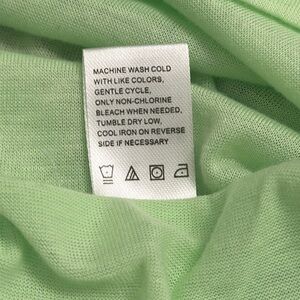 MACHINE WASH COLD
WITH LIKE COLORS,
GENTLE CYCLE,
ONLY NON-CHLORINE
BLEACH WHEN NEEDED,
TUMBLE DRY LOW,
COOL IRON ON REVERSE
SIDE IF NECESSARY